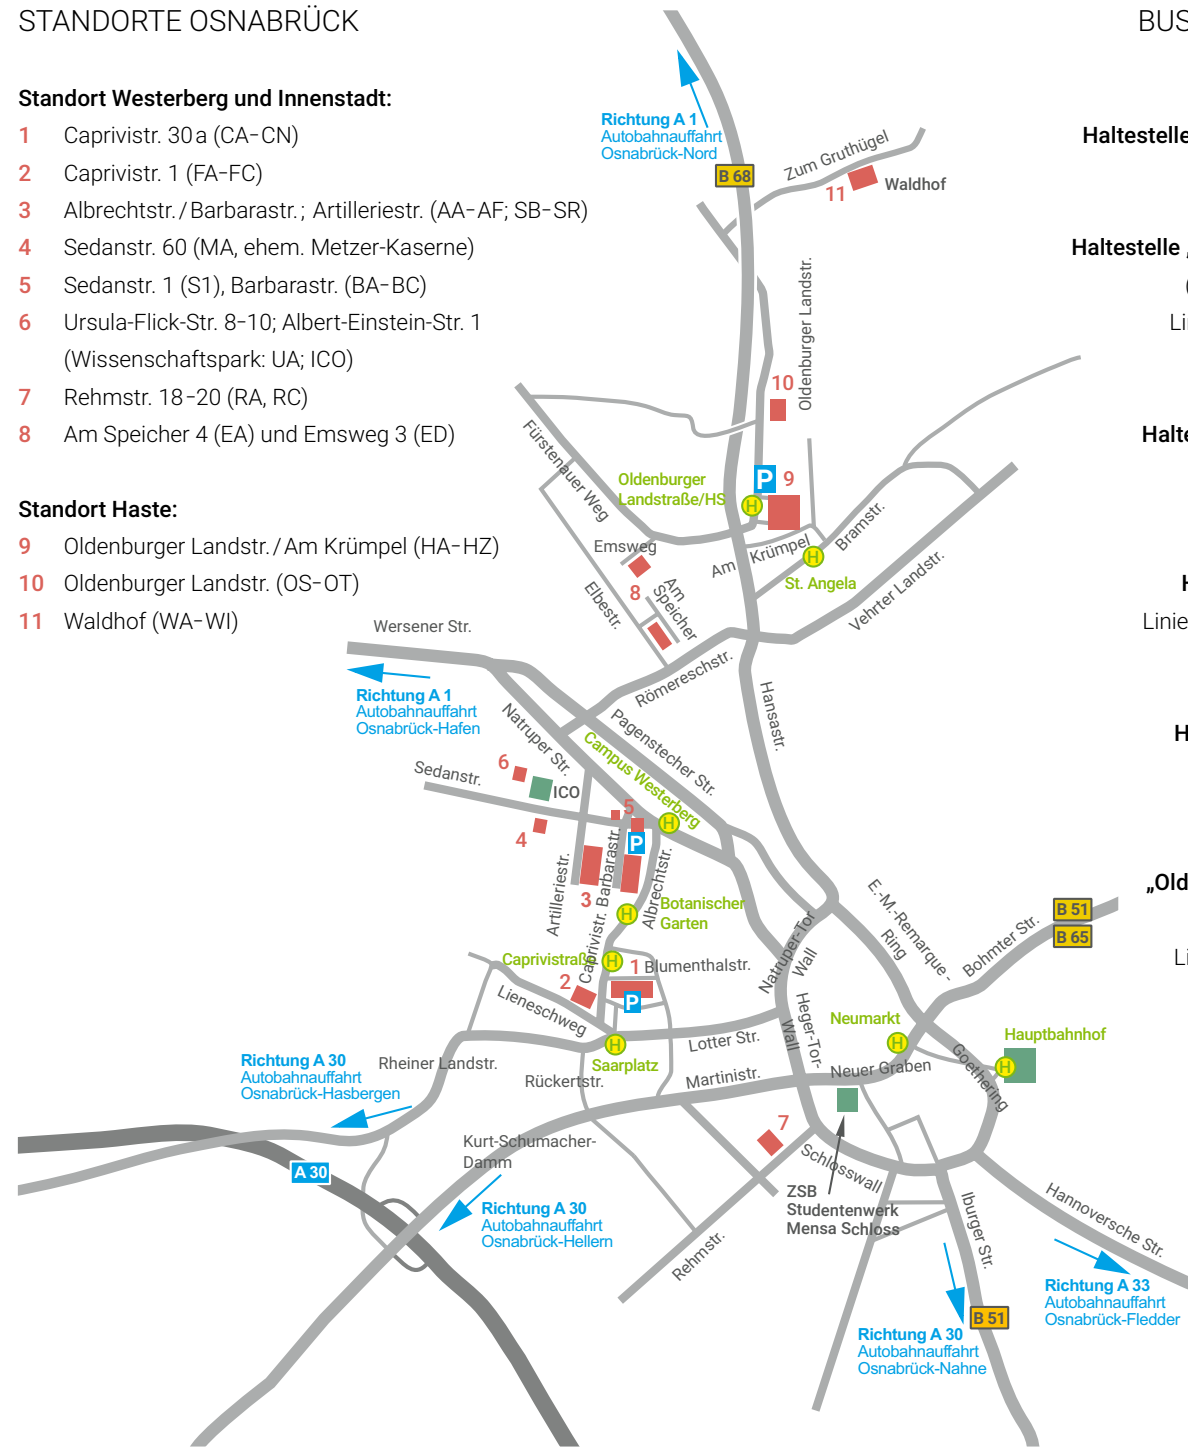 STANDORTE OSNABRÜCK
Standort Westerberg und Innenstadt:
1 Caprivistr. 30 a (CA-CN)
2 Caprivistr. 1 (FA-FC)
3 Albrechtstr. / Barbarastr. ; Artilleriestr. (AA-AF; SB-SR)
4 Sedanstr. 60 (MA, ehem. Metzer-Kaserne)
5 Sedanstr. 1 (S1), Barbarastr. (BA-BC)
6 Ursula-Flick-Str. 8-10; Albert-Einstein-Str. 1
(Wissenschaftspark: UA; ICO)
7 Rehmstr. 18-20 (RA, RC)
8 Am Speicher 4 (EA) und Emsweg 3 (ED)
Standort Haste:
9 Oldenburger Landstr. / Am Krümpel (HA-HZ)
10 Oldenburger Landstr. (OS-OT)
11 Waldhof (WA-WI)
BUS
Haltestelle
Haltestelle „
(
Li
Halte
H
Linie
H
„Old
Li
Richtung A 1
Autobahnauffahrt
Osnabrück-Nord
B 68
Zum Gruthügel
11
Waldhof
Oldenburger Landstr.
10
Fürstenauer Weg
Oldenburger
Landstraße/HS
P
9
H
Emsweg
8
Am
Speicher
Elbestr.
Am Krümpel
H
St. Angela
Bramstr.
Vehrter Landstr.
Wersener Str.
Richtung A 1
Autobahnauffahrt
Osnabrück-Hafen
Römereschstr.
Hansastr.
Natruper Str.
Pagenstecher Str.
Campus Westerberg
H
6
ICO
Sedanstr.
4
5
P
3
Artilleriestr.
Barbarastr.
Albrechtstr.
Caprivistr.
H
Botanischer
Garten
Caprivistraß
H
1
Blumenthalstr.
2
P
Lieneschweg
H
Saarplatz
Lotter Str.
Natruper-Tor
Wall
Heger-Tor-
Wall
E.-M.-Remarque-
Ring
Bohmter Str.
B 51
B 65
Neumarkt
H
Hauptbahnhof
H
Goethering
Neuer Graben
Martinistr.
Rückertstr.
Rheiner Landstr.
Richtung A 30
Autobahnauffahrt
Osnabrück-Hasbergen
A 30
Kurt-Schumacher-
Damm
Richtung A 30
Autobahnauffahrt
Osnabrück-Hellern
7
Rehmstr.
Schlosswall
ZSB
Studentenwerk
Mensa Schloss
Iburger Str.
Hannoversche Str.
Richtung A 33
Autobahnauffahrt
Osnabrück-Fledder
B 51
Richtung A 30
Autobahnauffahrt
Osnabrück-Nahne